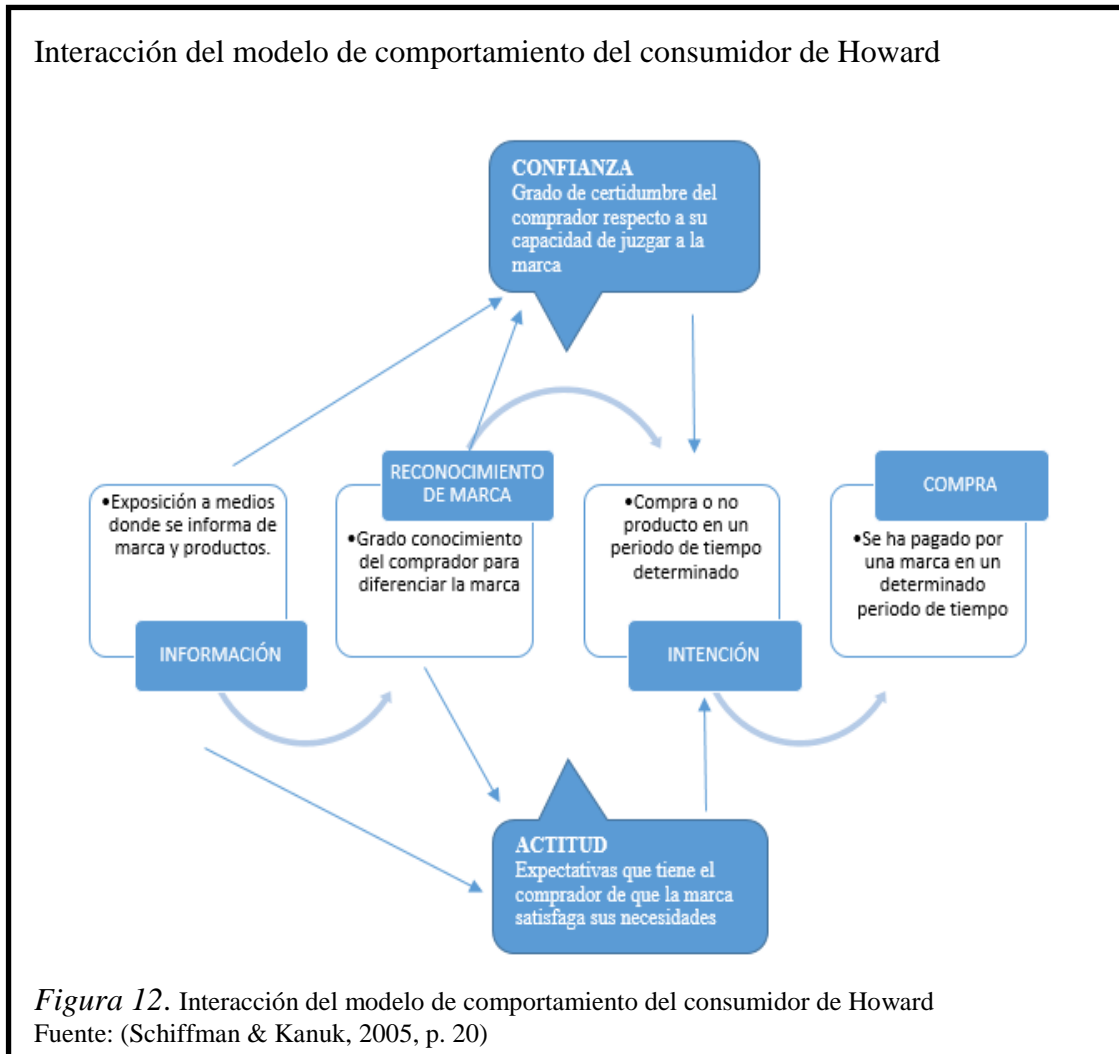 Interacción del modelo de comportamiento del consumidor de Howard
CONFIANZA
Grado de certidumbre del
comprador respecto a su
capacidad de juzgar a la
marca
•Exposición a medios
donde se informa de
marca y productos.
INFORMACIÓN
RECONOCIMIENTO
DE MARCA
•Grado conocimiento
del comprador para
diferenciar la marca
•Compra o no
producto en un
periodo de tiempo
determinado
INTENCIÓN
COMPRA
•Se ha pagado por
una marca en un
determinado
periodo de tiempo
ACTITUD
Expectativas que tiene el
comprador de que la marca
satisfaga sus necesidades
Figura 12. Interacción del modelo de comportamiento del consumidor de Howard
Fuente: (Schiffman & Kanuk, 2005, p. 20)